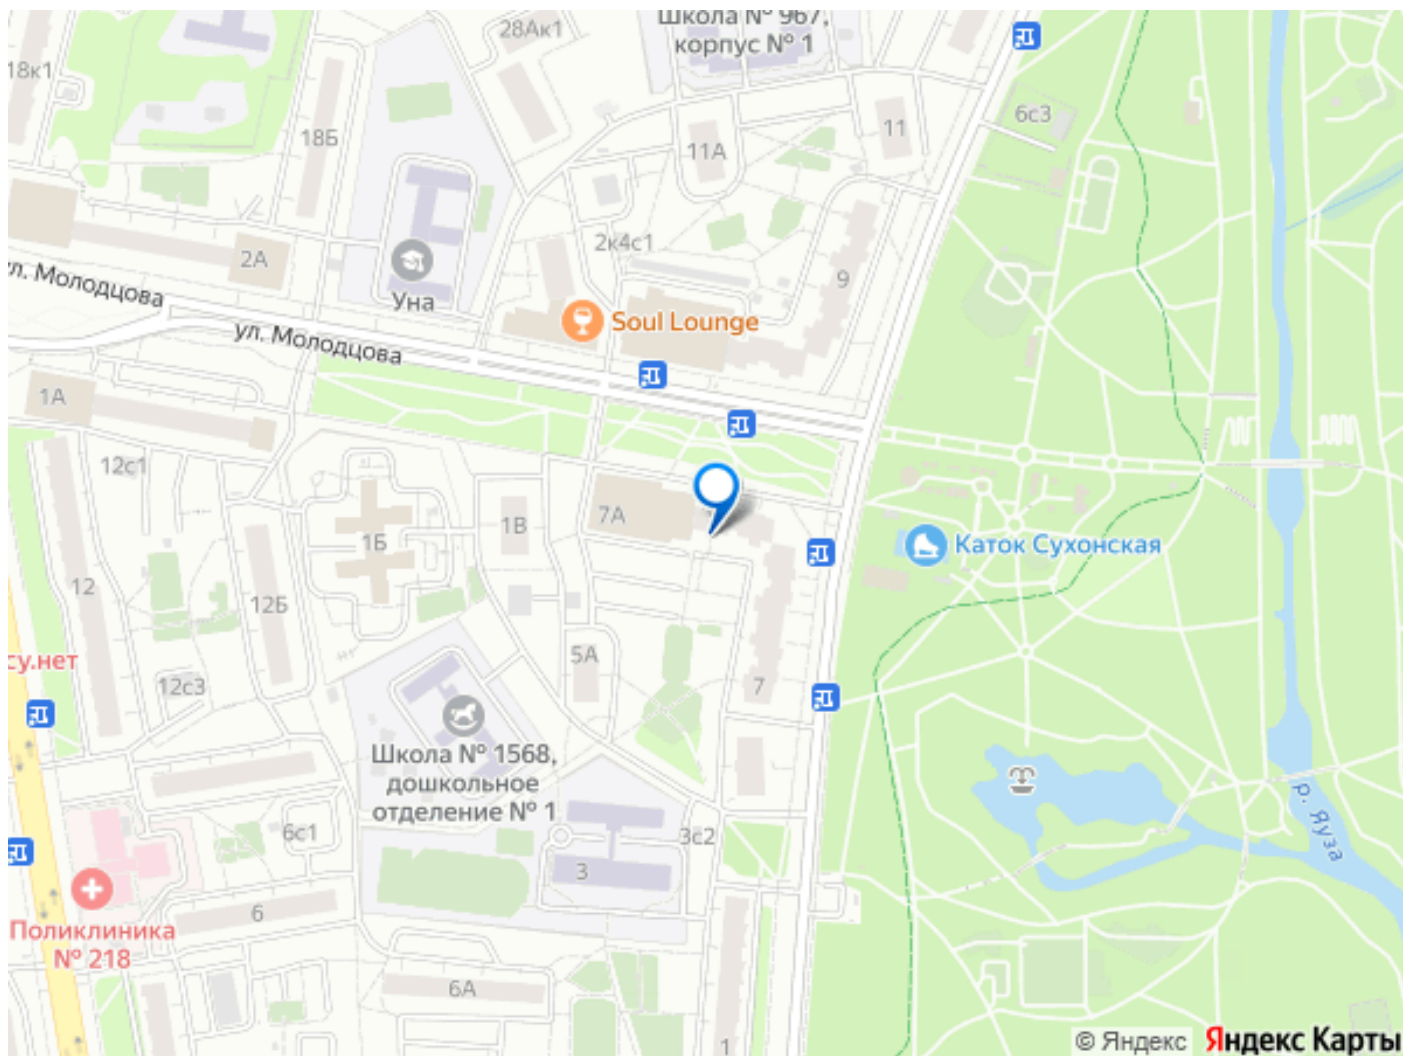 Школа № 967,
корпус № 1
28Ак1
18к1
6с3
18Б
11
11А
2к4с1
2А
9
ул. Молодцова
Уна
Soul Lounge
ул. Молодцова
1А
12с1
7А
1В
1Б
Каток Сухонская
12
12Б
5А
су.нет
12с3
7
Школа № 1568,
дошкольное
отделение № 1
р. Яуза
6с1
3с2
3
6
Поликлиника
№ 218
6А
1
© Яндекс Яндекс Карты